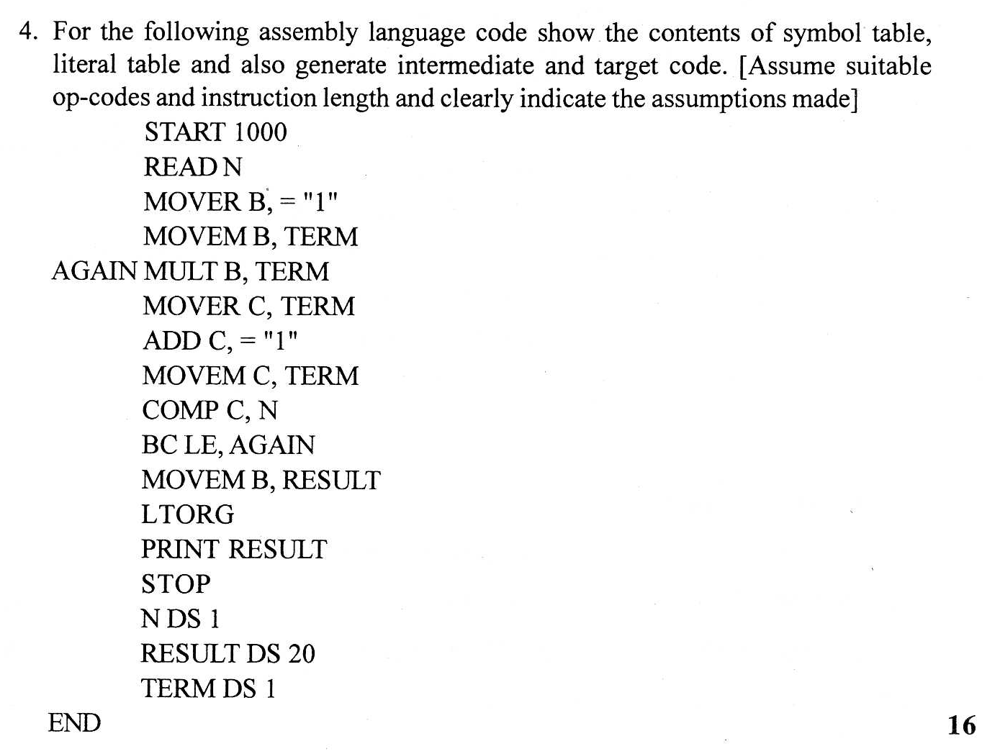 4. For the following assembly language code show the contents of symbol table,
literal table and also generate intermediate and target code. [Assume suitable
op-codes and instruction length and clearly indicate the assumptions made]
START 1000
READ N
MOVER B, = "1"
MOVEM B, TERM
AGAIN MULT B, TERM
MOVER C, TERM
ADD C, = "1"
MOVEM C, TERM
COMP C, N
BC LE, AGAIN
MOVEM B, RESULT
LTORG
PRINT RESULT
STOP
N DS 1
RESULT DS 20
TERM DS 1
END 16